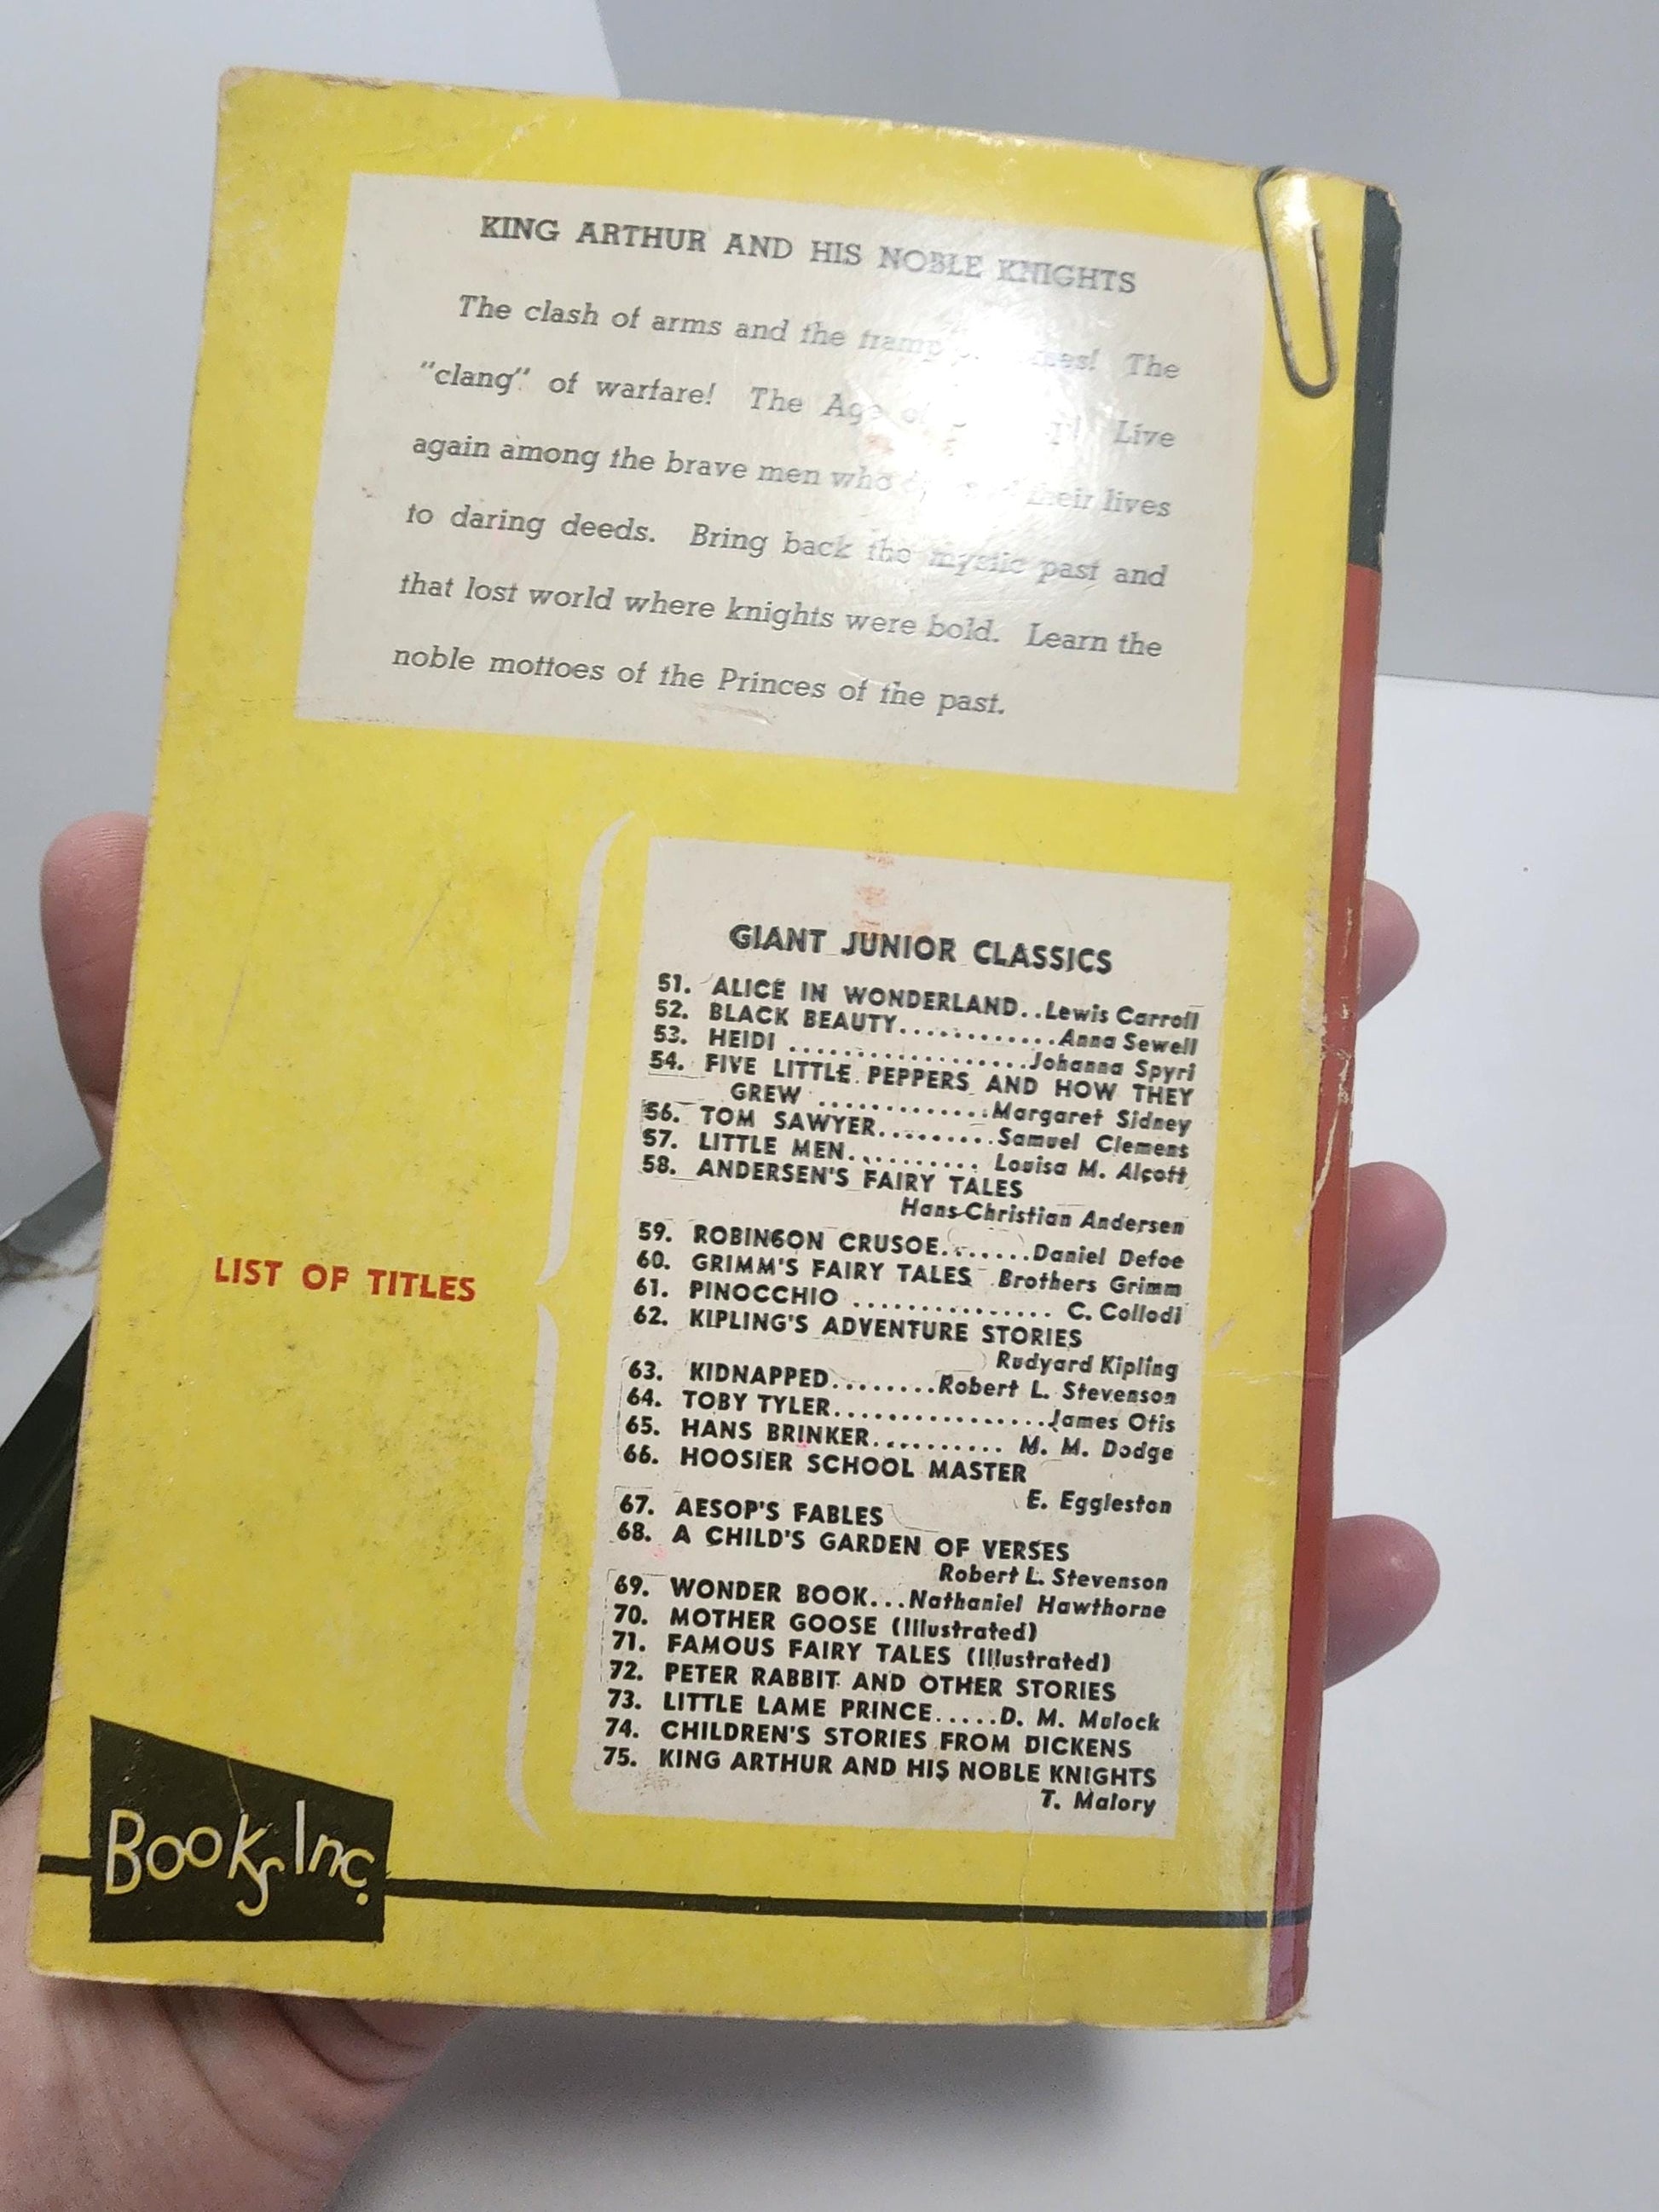 KING ARTHUR AND HIS NOBLE KNIGHTS
The clash of arms and the tramp The
"clang" of warfare! The Age Live
again among the brave men who their lives
to daring deeds. Bring back the mystic past and
that lost world where knights were bold. Learn the
noble mottoes of the Princes of the past.
GIANT JUNIOR CLASSICS
51. ALICE IN WONDERLAND..Lewis Carroll
52. BLACK BEAUTY............Anna Sewell
53. HEIDI ..................Johanna Spyri
54. FIVE LITTLE PEPPERS AND HOW THEY
GREW .............Margaret Sidney
56. TOM SAWYER.........Samuel Clemens
57. LITTLE MEN.......... Louisa M. Alcott
58. ANDERSEN'S FAIRY TALES
Hans Christian Andersen
59. ROBINSON CRUSOE.......Daniel Defoe
60. GRIMM'S FAIRY TALES Brothers Grimm
61. PINOCCHIO ............... C. Collodi
62. KIPLING'S ADVENTURE STORIES
Rudyard Kipling
63. KIDNAPPED........Robert L. Stevenson
64. TOBY TYLER.................James Otis
65. HANS BRINKER.......... M. M. Dodge
66. HOOSIER SCHOOL MASTER
E. Eggleston
67. AESOP'S FABLES
68. A CHILD'S GARDEN OF VERSES
Robert L. Stevenson
69. WONDER BOOK...Nathaniel Hawthorne
70. MOTHER GOOSE (Illustrated)
71. FAMOUS FAIRY TALES (Illustrated)
72. PETER RABBIT AND OTHER STORIES
73. LITTLE LAME PRINCE.....D. M. Mulock
74. CHILDREN'S STORIES FROM DICKENS
75. KING ARTHUR AND HIS NOBLE KNIGHTS
T. Malory
LIST OF TITLES
Books Inc.